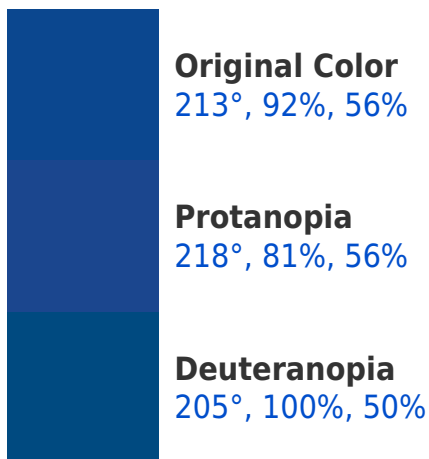 Original Color
213°, 92%, 56%
Protanopia
218°, 81%, 56%
Deuteranopia
205°, 100%, 50%